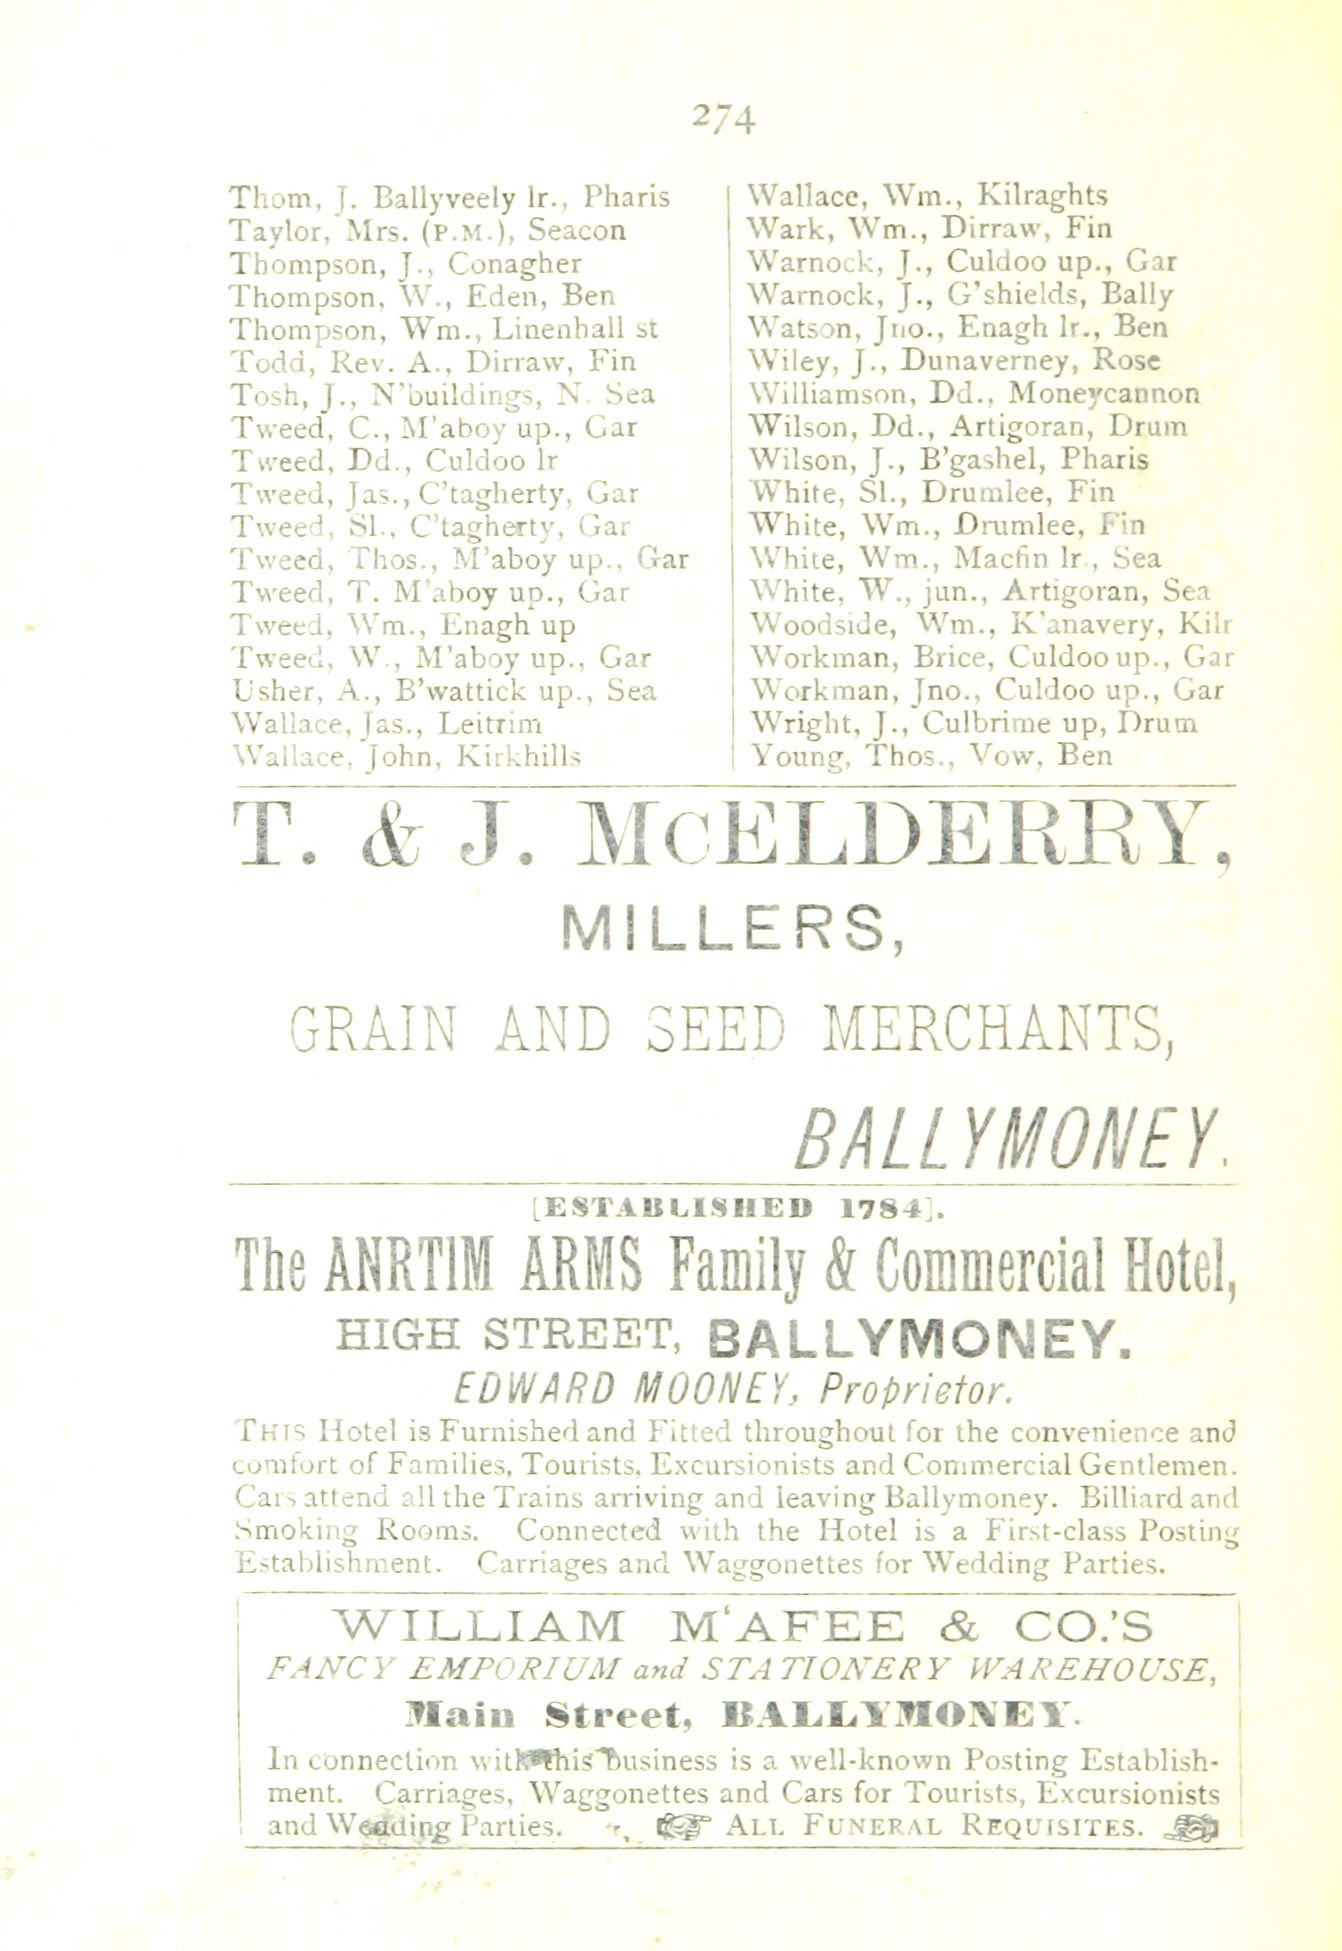 274
Thom, J. Ballyveely lr., Pharis
Taylor, Mrs. (P.M.), Seacon
Thompson, J., Conagher
Thompson, W., Eden, Ben
Thompson, Wm., Linenhall st
Todd, Rev. A., Dirraw, Fin
Tosh, J., N'buildings, N. Sea
Tweed, C., M'aboy up., Gar
Tweed, Dd., Culdoo lr
Tweed, Jas., C'tagherty, Gar
Tweed, Sl., C'tagherty, Gar
Tweed, Thos., M'aboy up., Gar
Tweed, T. M'aboy up., Gar
Tweed, Wm., Enagh up
Tweed, W., M'aboy up., Gar
Usher, A., B'wattick up., Sea
Wallace, Jas., Leitrim
Wallace, John, Kirkhills
Wallace, Wm., Kilraghts
Wark, Wm., Dirraw, Fin
Warnock, J., Culdoo up., Gar
Warnock, J., G'shields, Bally
Watson, Jno., Enagh lr., Ben
Wiley, J., Dunaverney, Rose
Williamson, Dd., Moneycannon
Wilson, Dd., Artigoran, Drum
Wilson, J., B'gashel, Pharis
White, Sl., Drumlee, Fin
White, Wm., Drumlee, Fin
White, Wm., Macfin lr., Sea
White, W., jun., Artigoran, Sea
Woodside, Wm., K'anavery, Kilr
Workman, Brice, Culdoo up., Gar
Workman, Jno., Culdoo up., Gar
Wright, J., Culbrime up, Drum
Young, Thos., Vow, Ben
T. & J. McELDERRY,
MILLERS,
GRAIN AND SEED MERCHANTS,
BALLYMONEY.
[ESTABLISHED 1784].
The ANRTIM ARMS Family & Commercial Hotel,
HIGH STREET, BALLYMONEY.
EDWARD MOONEY, Proprietor.
THIS Hotel is Furnished and Fitted throughout for the convenience and
comfort of Families, Tourists, Excursionists and Commercial Gentlemen.
Cars attend all the Trains arriving and leaving Ballymoney. Billiard and
Smoking Rooms. Connected with the Hotel is a First-class Posting
Establishment. Carriages and Waggonettes for Wedding Parties.
WILLIAM M'AFEE & CO.'S
FANCY EMPORIUM and STATIONERY WAREHOUSE,
Main Street, BALLYMONEY.
In connection with this business is a well-known Posting Establish-
ment. Carriages, Waggonettes and Cars for Tourists, Excursionists
and Wedding Parties. ALL FUNERAL REQUISITES.